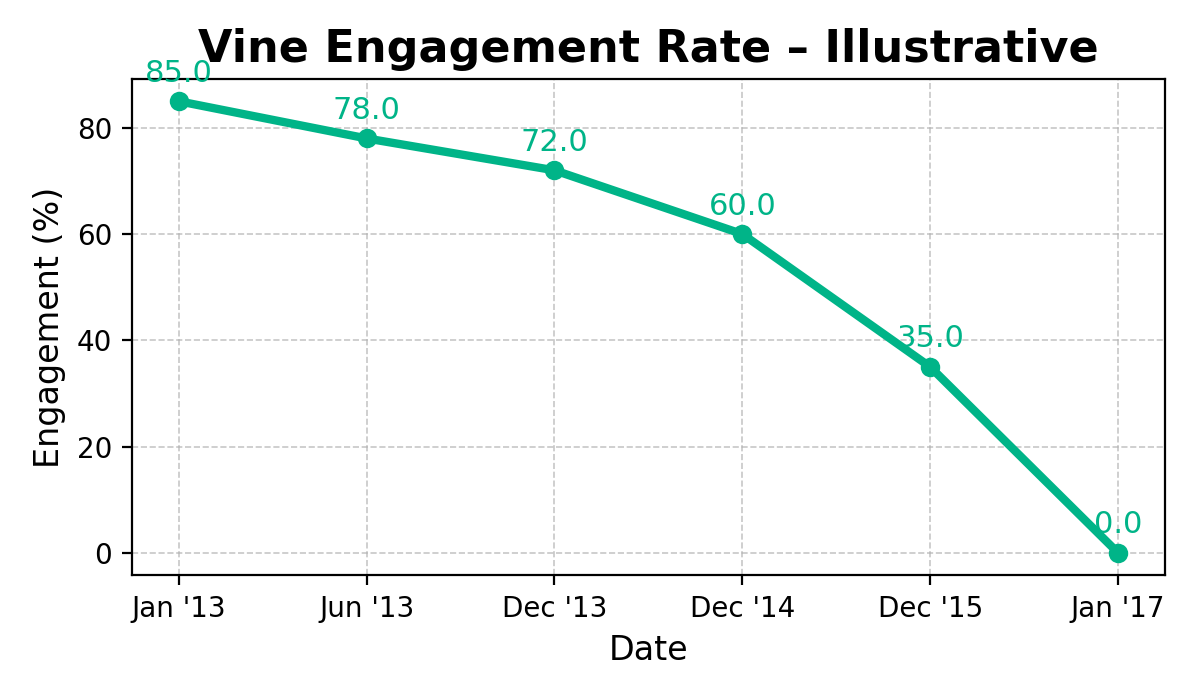 Vine Engagement Rate – Illustrative
85.0
78.0
72.0
60.0
35.0
0.0
80
60
40
20
0
Engagement (%)
Jan '13
Jun '13
Dec '13
Dec '14
Dec '15
Jan '17
Date